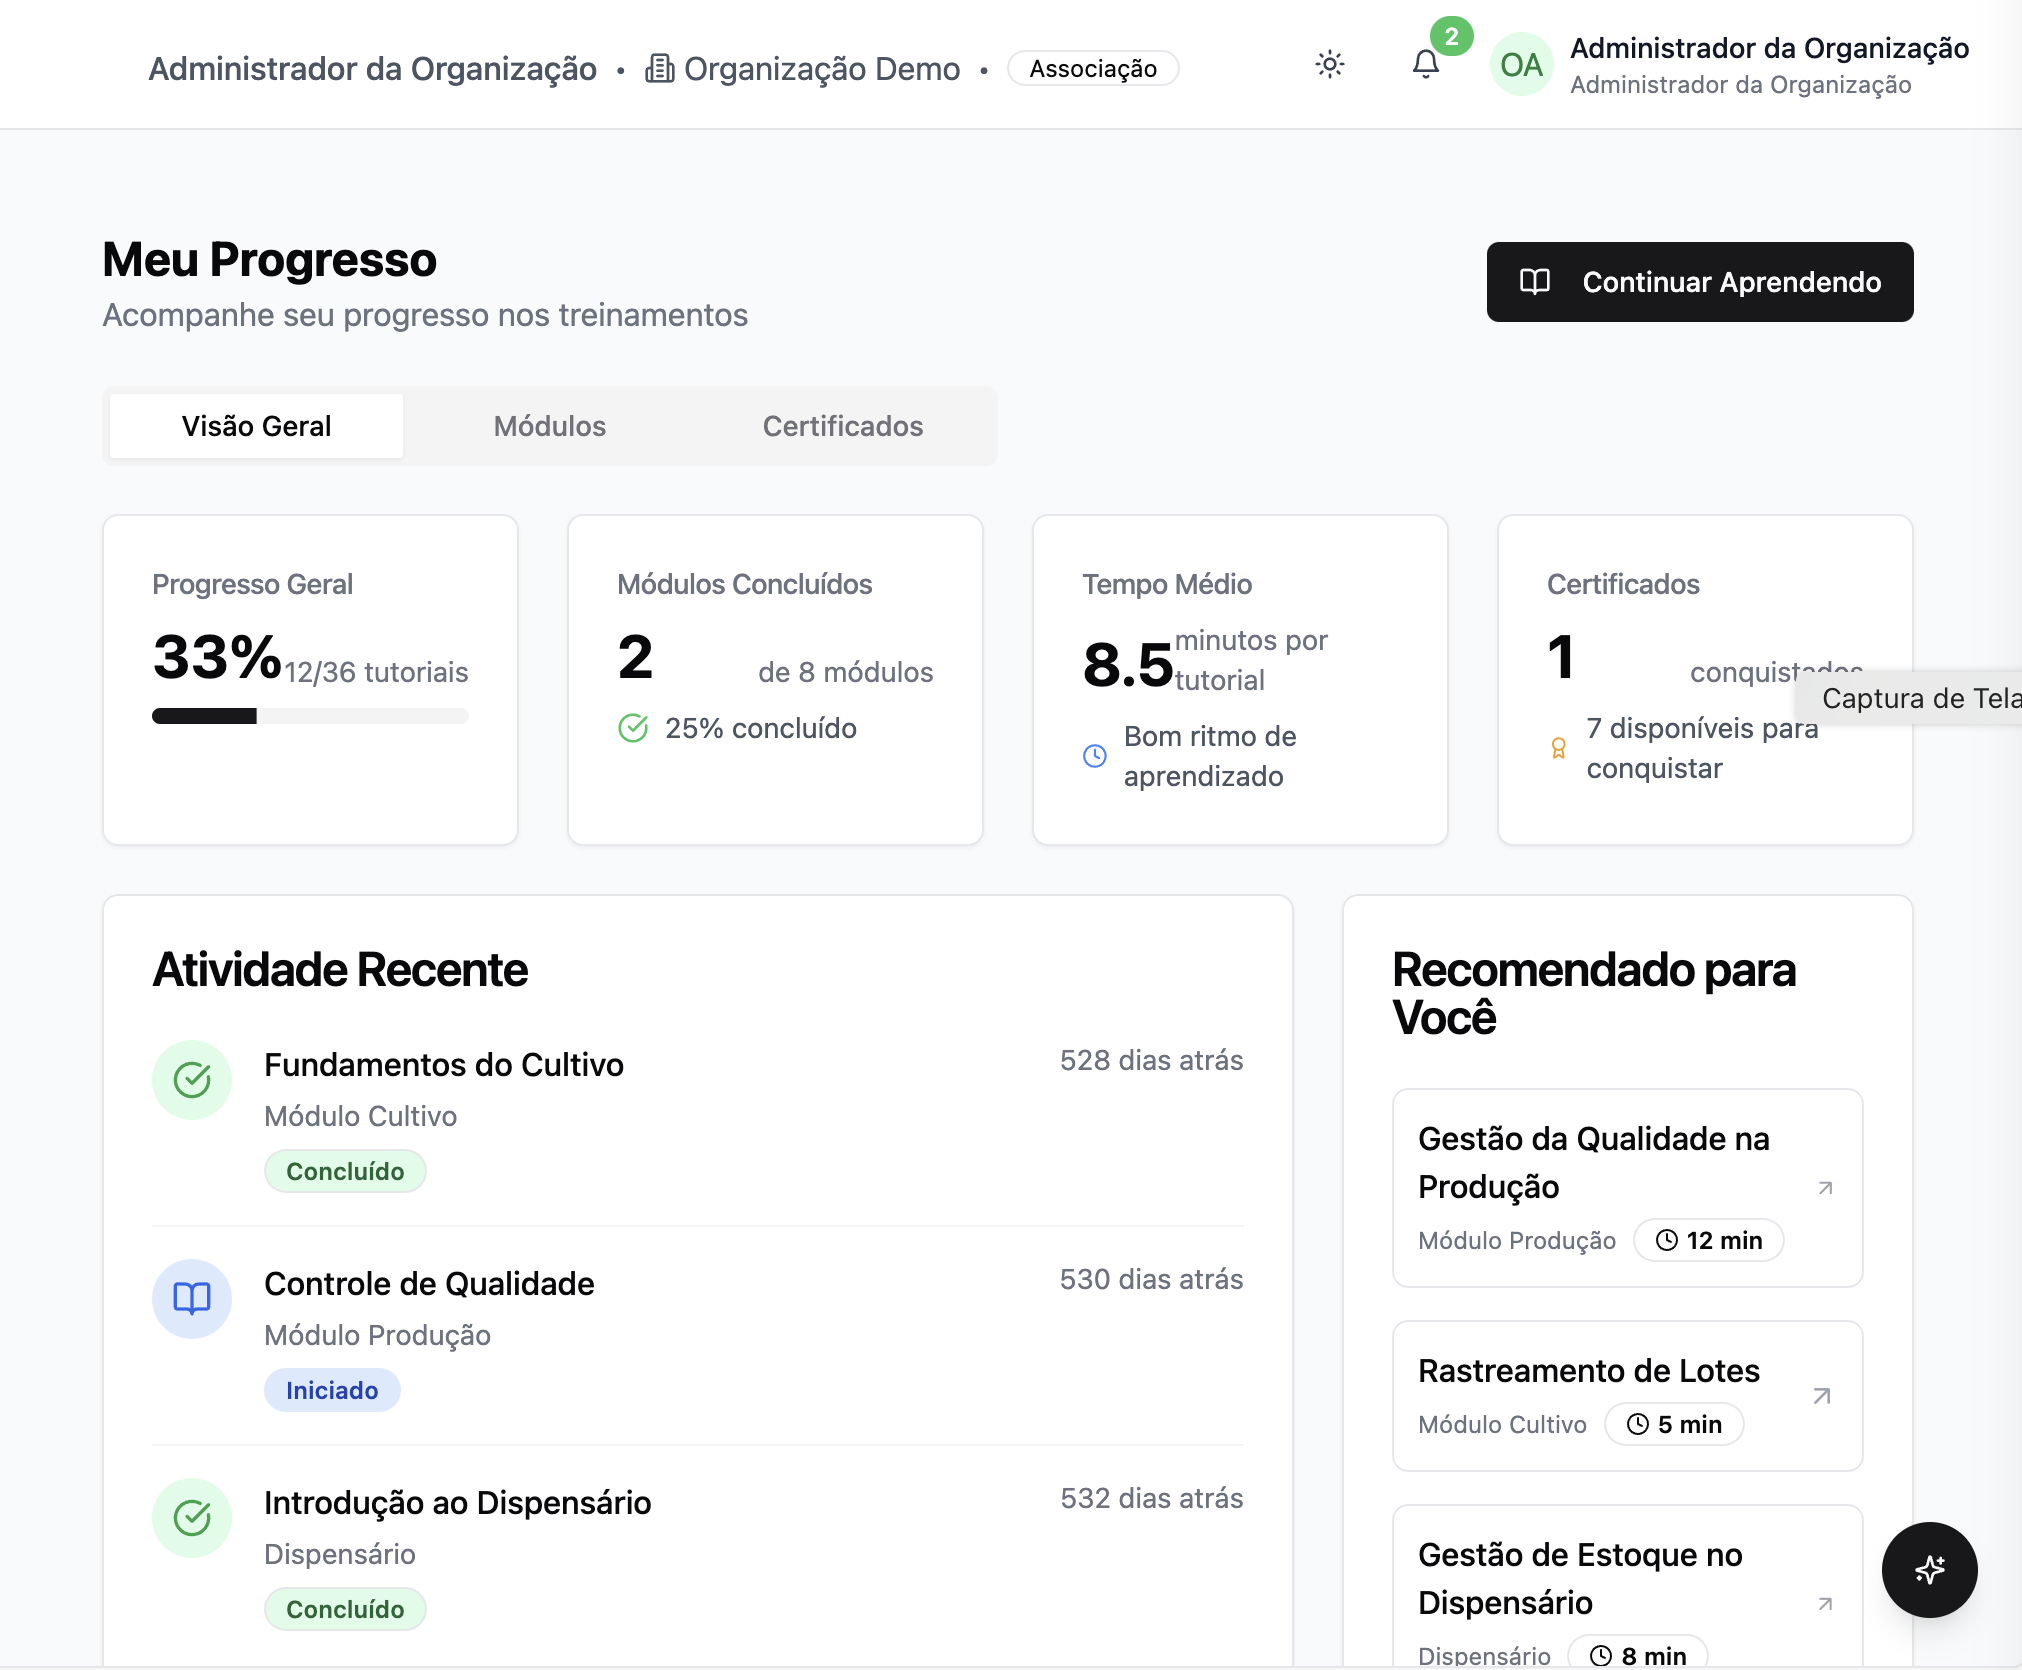 Administrador da Organização • Organização Demo • Associação
2
OA
Administrador da Organização
Administrador da Organização
Meu Progresso
Acompanhe seu progresso nos treinamentos
Continuar Aprendendo
Visão Geral
Módulos
Certificados
Progresso Geral
33%
12/36 tutoriais
Módulos Concluídos
2
de 8 módulos
25% concluído
Tempo Médio
8.5
minutos por
tutorial
Bom ritmo de
aprendizado
Certificados
1
conquistados
Captura de Tela
7 disponíveis para
conquistar
Atividade Recente
Fundamentos do Cultivo
528 dias atrás
Módulo Cultivo
Concluído
Controle de Qualidade
530 dias atrás
Módulo Produção
Iniciado
Introdução ao Dispensário
532 dias atrás
Dispensário
Concluído
Recomendado para
Você
Gestão da Qualidade na
Produção
Módulo Produção
12 min
Rastreamento de Lotes
Módulo Cultivo
5 min
Gestão de Estoque no
Dispensário
Dispensário
8 min